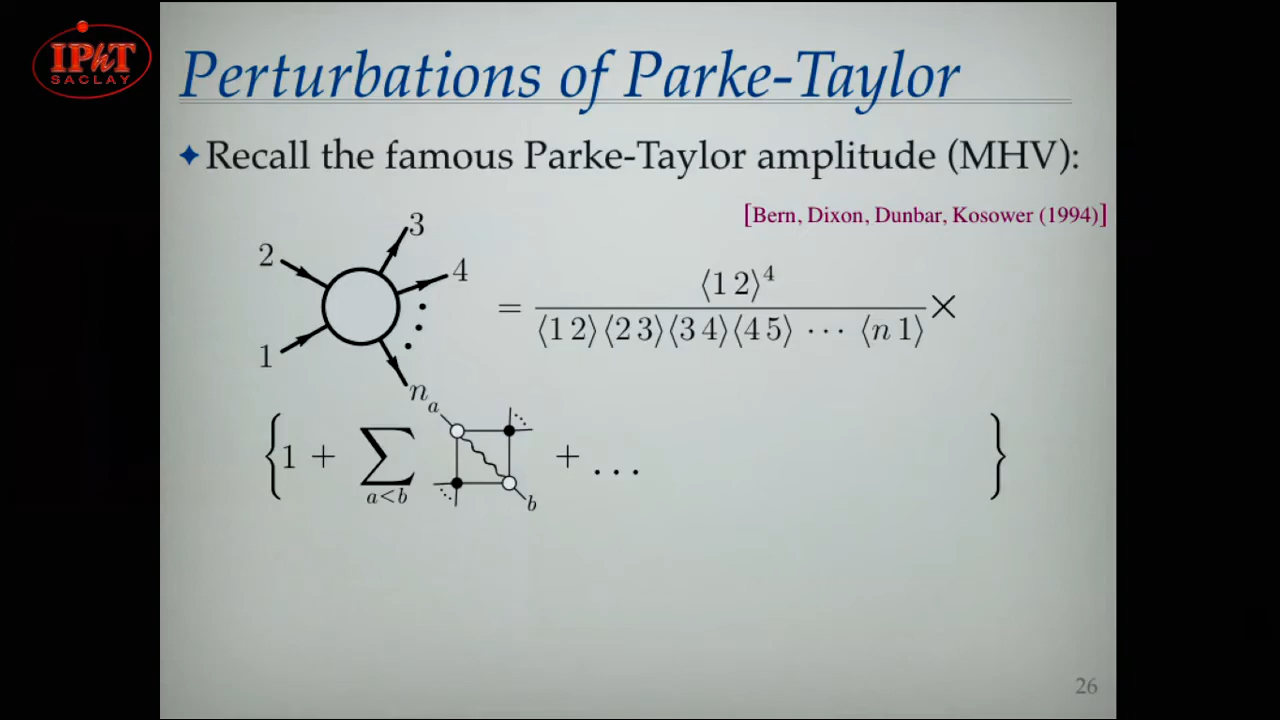 IPhT
SACLAY
Perturbations of Parke-Taylor
✦ Recall the famous Parke-Taylor amplitude (MHV):
[Bern, Dixon, Dunbar, Kosower (1994)]
2 3 4
1 n
= ⟨1 2⟩⁴ / ⟨1 2⟩⟨2 3⟩⟨3 4⟩⟨4 5⟩ ⋯ ⟨n 1⟩ ×
{1 + ∑ a<b a b + … }
26